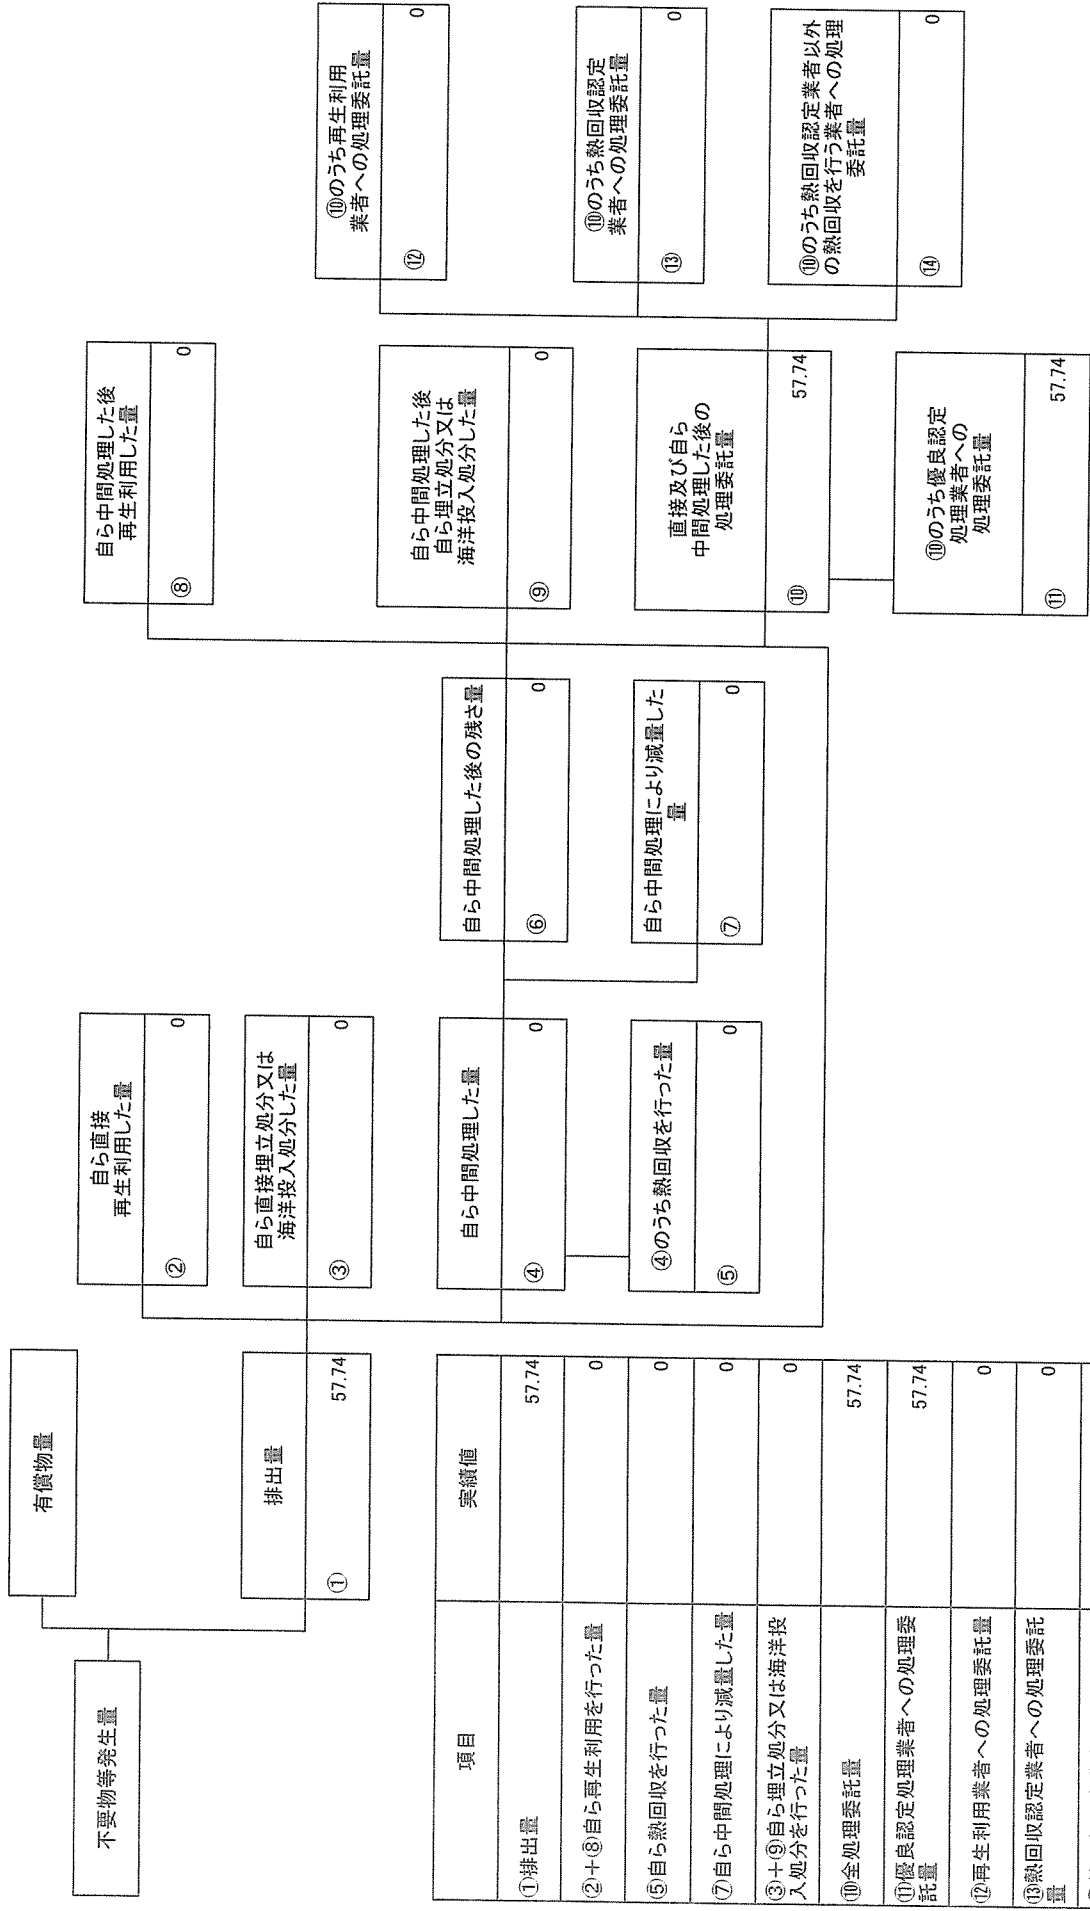 不要物等発生量
有償物量
排出量
① 57.74
自ら直接
再生利用した量
② 0
自ら直接埋立処分又は
海洋投入処分した量
③ 0
自ら中間処理した量
④ 0
④のうち熱回収を行った量
⑤ 0
自ら中間処理した後の残さ量
⑥ 0
自ら中間処理により減量した
量
⑦ 0
自ら中間処理した後
再生利用した量
⑧ 0
自ら中間処理した後
自ら埋立処分又は
海洋投入処分した量
⑨ 0
直接及び自ら
中間処理した後の
処理委託量
⑩ 57.74
⑩のうち優良認定
処理業者への
処理委託量
⑪ 57.74
⑩のうち再生利用
業者への処理委託量
⑫ 0
⑩のうち熱回収認定
業者への処理委託量
⑬ 0
⑩のうち熱回収認定業者以外
の熱回収を行う業者への処理
委託量
⑭ 0
項目 実績値
①排出量 57.74
②+⑧自ら再生利用を行った量 0
⑤自ら熱回収を行った量 0
⑦自ら中間処理により減量した量 0
③+⑨自ら埋立処分又は海洋投
入処分を行った量 0
⑩全処理委託量 57.74
⑪優良認定処理業者への処理委
託量 57.74
⑫再生利用業者への処理委託量 0
⑬熱回収認定業者への処理委託
量 0